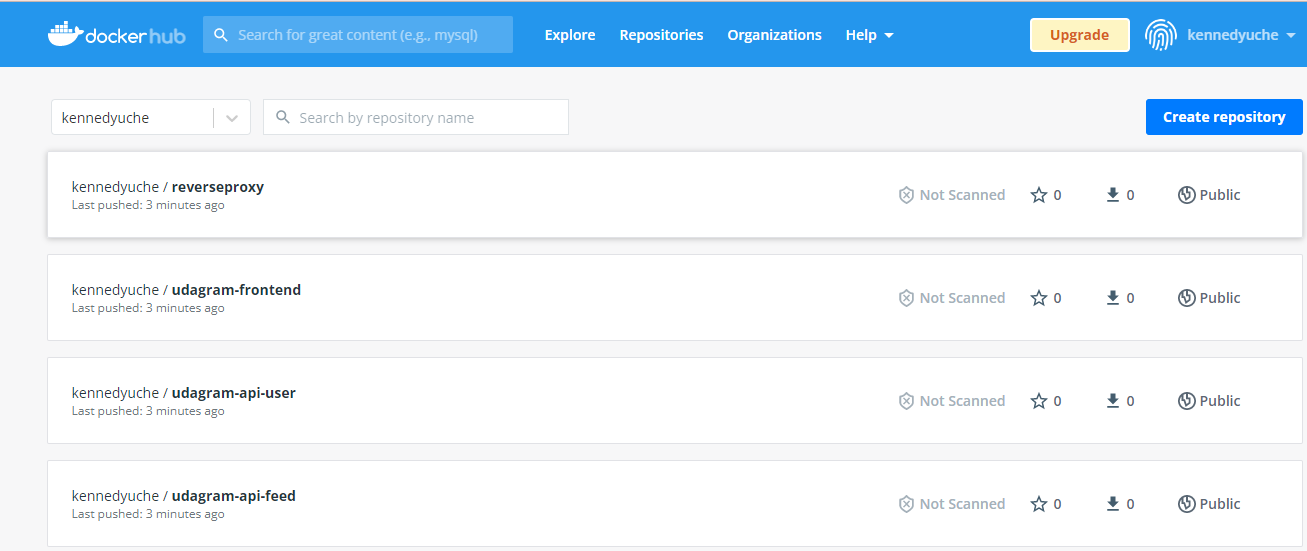 dockerhub Search for great content (e.g., mysql) Explore Repositories Organizations Help Upgrade kennedyuche
kennedyuche Search by repository name Create repository
kennedyuche / reverseproxy
Last pushed: 3 minutes ago
Not Scanned 0 0 Public
kennedyuche / udagram-frontend
Last pushed: 3 minutes ago
Not Scanned 0 0 Public
kennedyuche / udagram-api-user
Last pushed: 3 minutes ago
Not Scanned 0 0 Public
kennedyuche / udagram-api-feed
Last pushed: 3 minutes ago
Not Scanned 0 0 Public